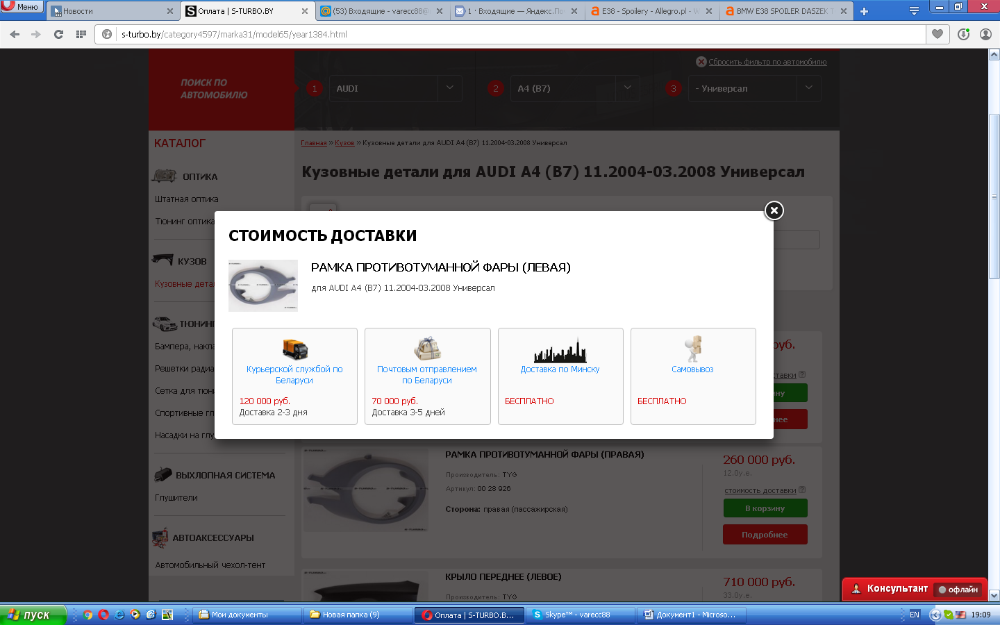 Меню
Новости
Оплата | S-TURBO.BY
(53) Входящие - varecc88@
1 · Входящие — Яндекс.По
E38 - Spoilery - Allegro.pl - W
BMW E38 SPOILER DASZEK T
s-turbo.by/category4597/marka31/model65/year1384.html
Сбросить фильтр по автомобилю
ПОИСК ПО
АВТОМОБИЛЮ
1 AUDI
2 A4 (B7)
3 - Универсал
КАТАЛОГ
Главная » Кузов » Кузовные детали для AUDI A4 (B7) 11.2004-03.2008 Универсал
Кузовные детали для AUDI A4 (B7) 11.2004-03.2008 Универсал
ОПТИКА
Штатная оптика
Тюнинг оптика
КУЗОВ
Кузовные дета
ТЮНИНГ
Бампера, накла
Решетки радиа
Сетка для тюни
Спортивные гл
Насадки на глу
ВЫХЛОПНАЯ СИСТЕМА
Глушители
АВТОАКСЕССУАРЫ
Автомобильный чехол-тент
СТОИМОСТЬ ДОСТАВКИ
РАМКА ПРОТИВОТУМАННОЙ ФАРЫ (ЛЕВАЯ)
для AUDI A4 (B7) 11.2004-03.2008 Универсал
Курьерской службой по
Беларуси
120 000 руб.
Доставка 2-3 дня
Почтовым отправлением
по Беларуси
70 000 руб.
Доставка 3-5 дней
Доставка по Минску
БЕСПЛАТНО
Самовывоз
БЕСПЛАТНО
руб.
ставки
ну
нее
РАМКА ПРОТИВОТУМАННОЙ ФАРЫ (ПРАВАЯ)
Производитель: TYG
Артикул: 00 28 926
Сторона: правая (пассажирская)
260 000 руб.
12.0у.е.
стоимость доставки
В корзину
Подробнее
КРЫЛО ПЕРЕДНЕЕ (ЛЕВОЕ)
Производитель: TYG
710 000 руб.
33.0у.е.
Консультант
офлайн
пуск
Мои документы
Новая папка (9)
Оплата | S-TURBO.B...
Skype™ - varecc88
Документ1 - Microso...
EN
19:09